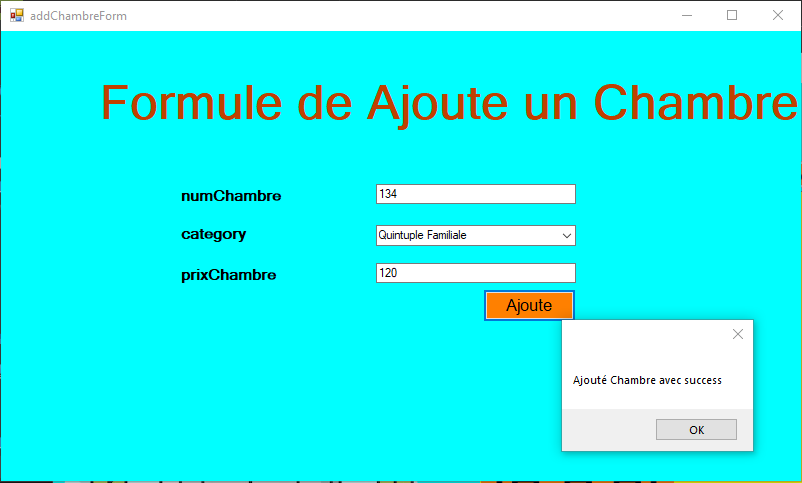 addChambreForm
Formule de Ajoute un Chambre
numChambre 134
category Quintuple Familiale
prixChambre 120
Ajoute
Ajouté Chambre avec success
OK